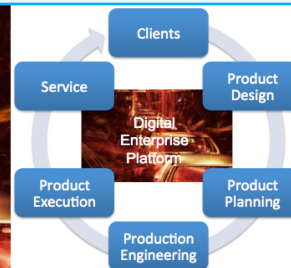 Clients
Product
Design
Product
Planning
Production
Engineering
Product
Execution
Service
Digital
Enterprise
Platform